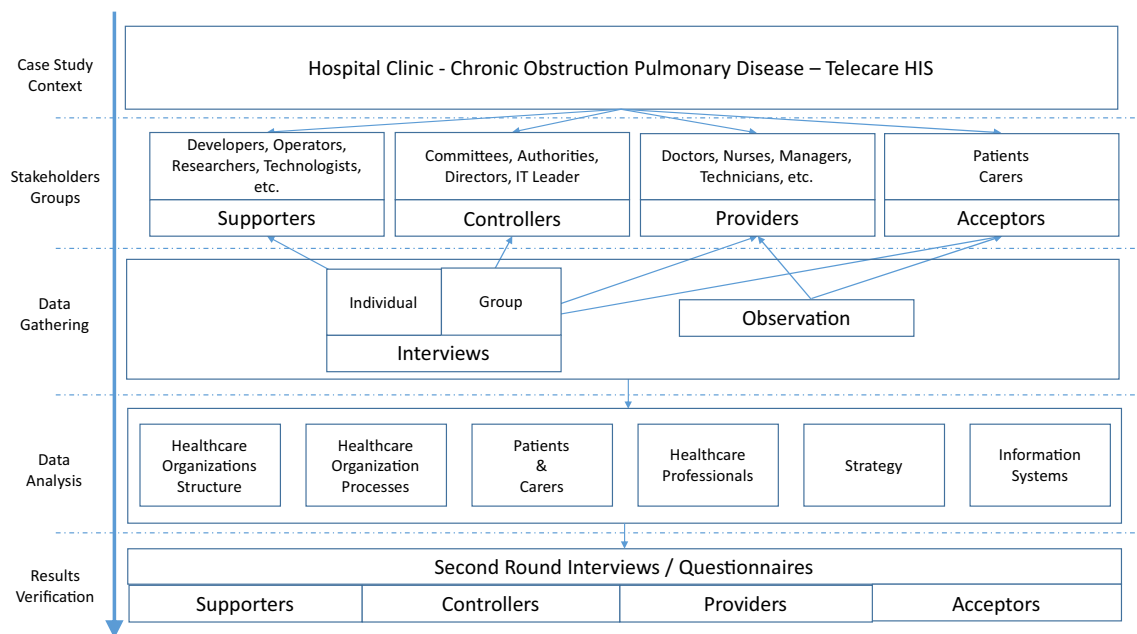 Case Study
Context
Hospital Clinic - Chronic Obstruction Pulmonary Disease – Telecare HIS
Stakeholders
Groups
Developers, Operators,
Researchers, Technologists,
etc.
Supporters
Committees, Authorities,
Directors, IT Leader
Controllers
Doctors, Nurses, Managers,
Technicians, etc.
Providers
Patients
Carers
Acceptors
Data
Gathering
Individual
Group
Interviews
Observation
Data
Analysis
Healthcare
Organizations
Structure
Healthcare
Organization
Processes
Patients
&
Carers
Healthcare
Professionals
Strategy
Information
Systems
Results
Verification
Second Round Interviews / Questionnaires
Supporters
Controllers
Providers
Acceptors